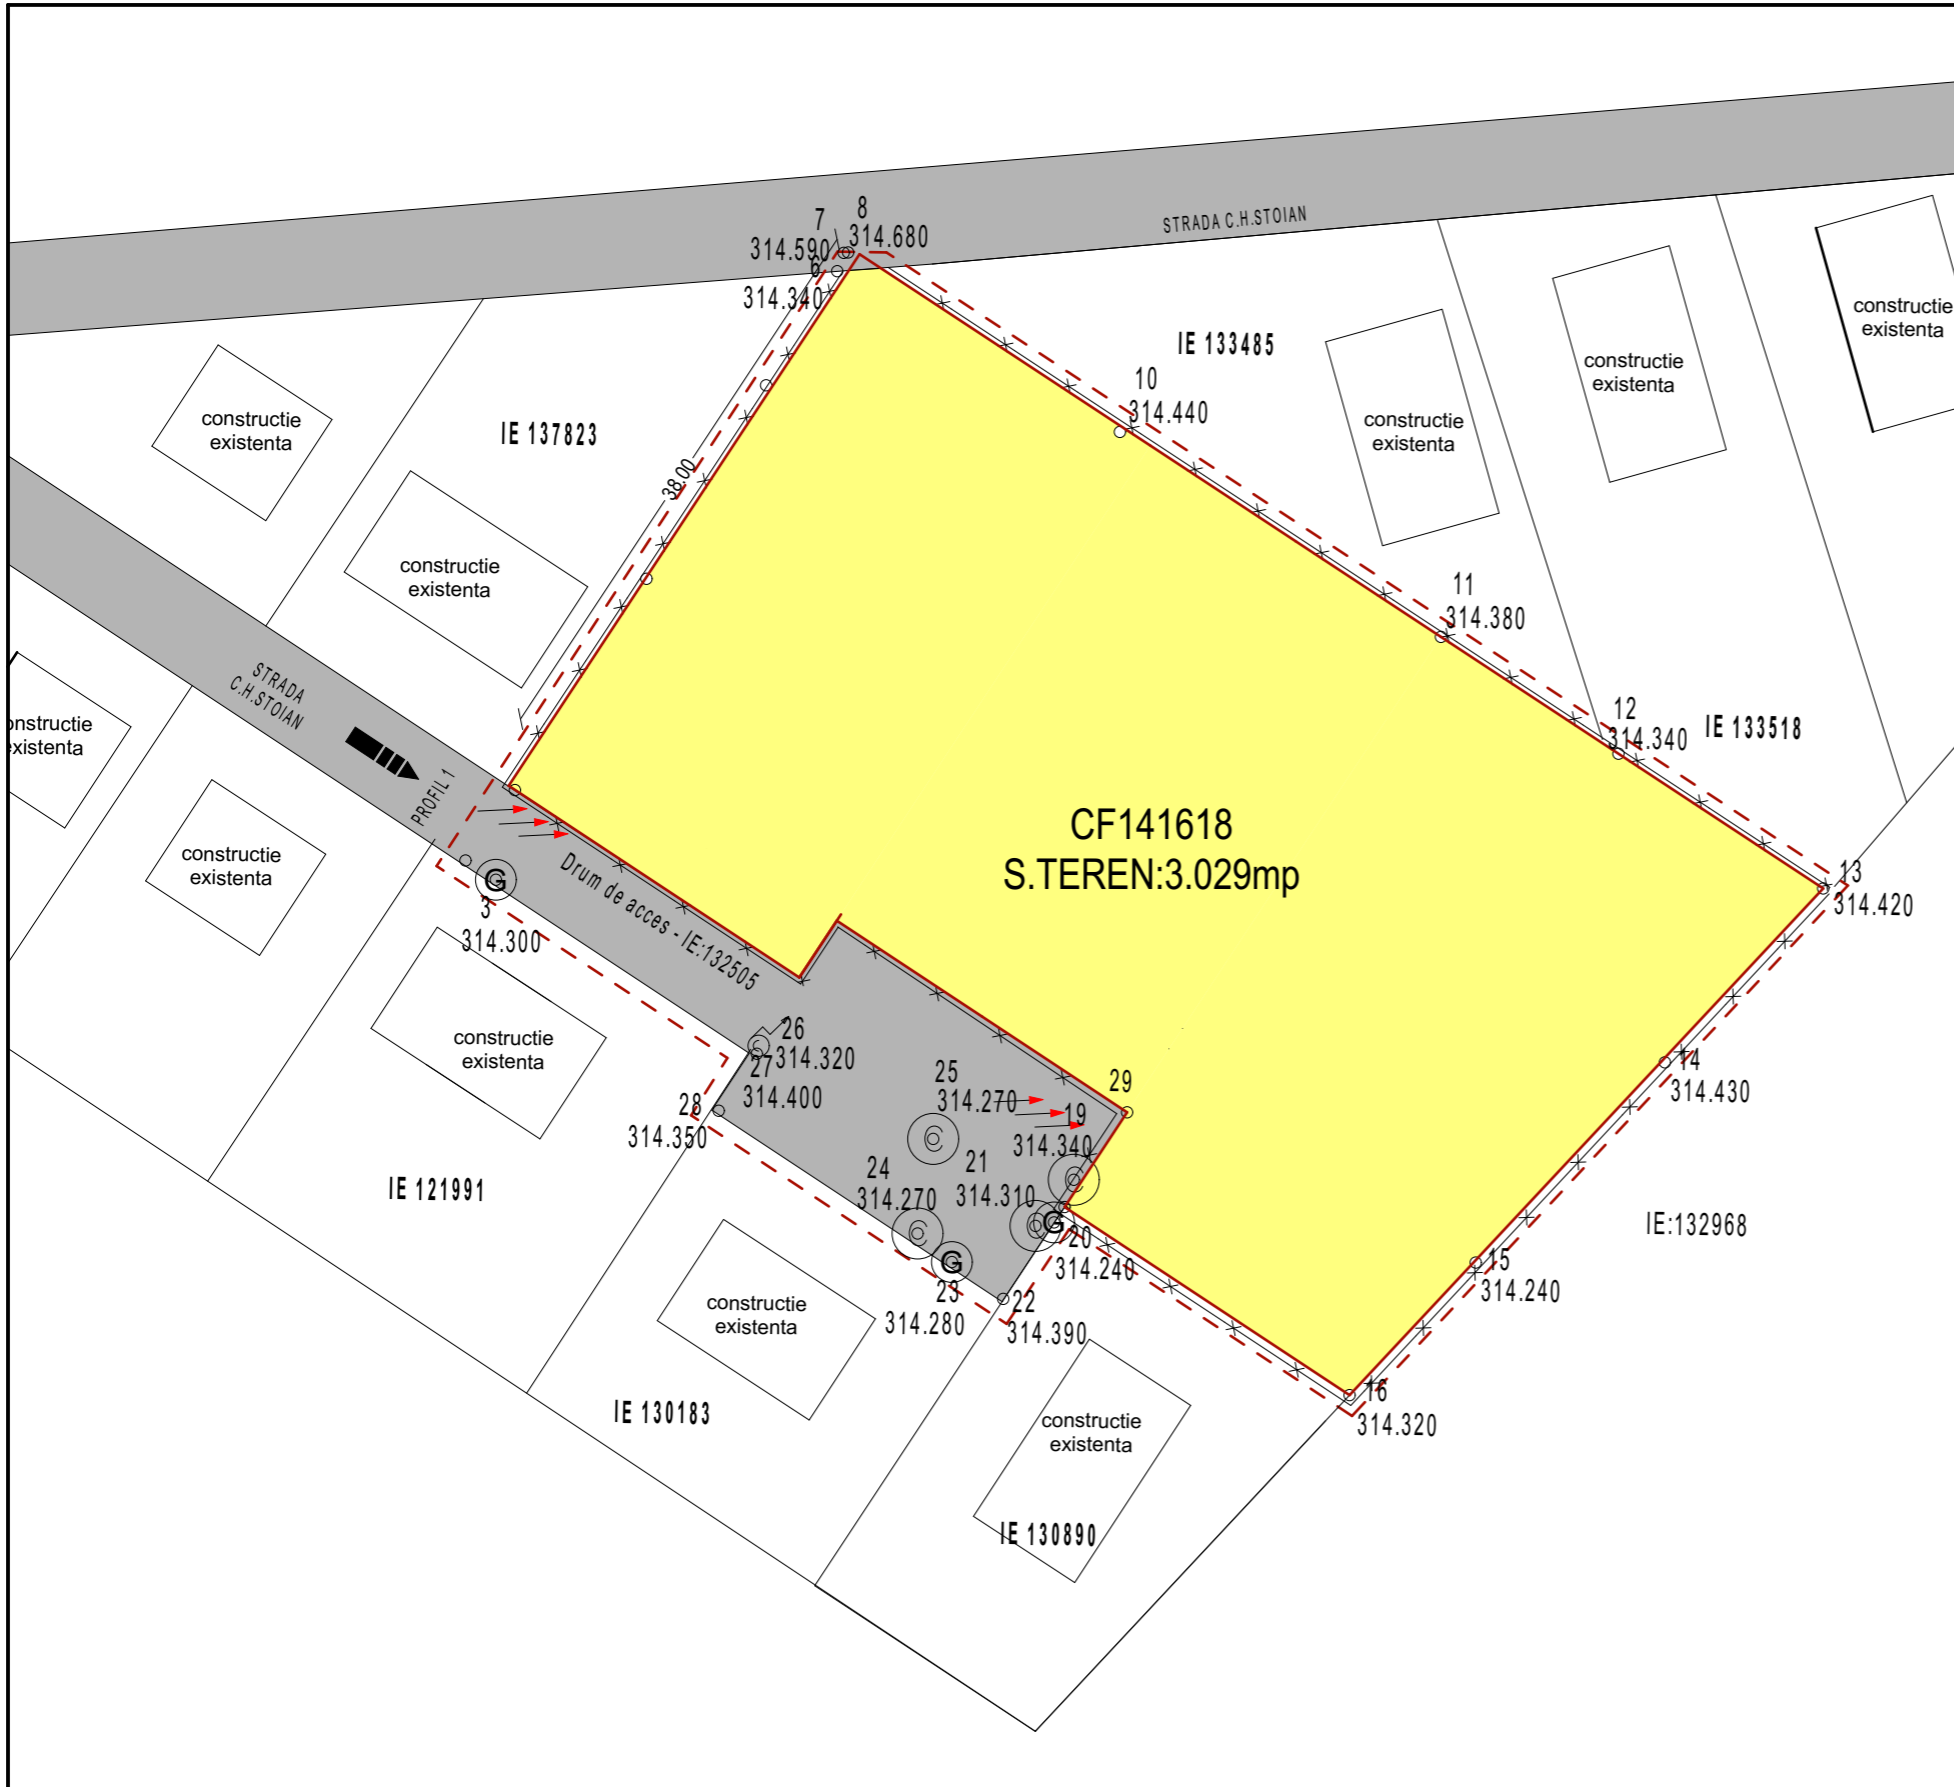 8
7
314.680
314.590
STRADA C.H.STOIAN
6
314.340
constructie
existenta
IE 133485
constructie
existenta
10
314.440
constructie
existenta
constructie
existenta
IE 137823
38.00
constructie
existenta
11
314.380
STRADA
C.H.STOIAN
12
314.340
IE 133518
onstructie
existenta
PROFIL 1
CF141618
S.TEREN:3.029mp
constructie
existenta
G
3
314.300
Drum de acces - IE:132505
13
314.420
constructie
existenta
26
314.320
27
314.400
28
314.350
25
314.270
29
19
314.340
14
314.430
24
314.270
21
314.310
IE 121991
C
C
C
C
C
G
20
314.240
IE:132968
15
314.240
G
23
314.280
22
314.390
constructie
existenta
16
314.320
IE 130183
constructie
existenta
IE 130890